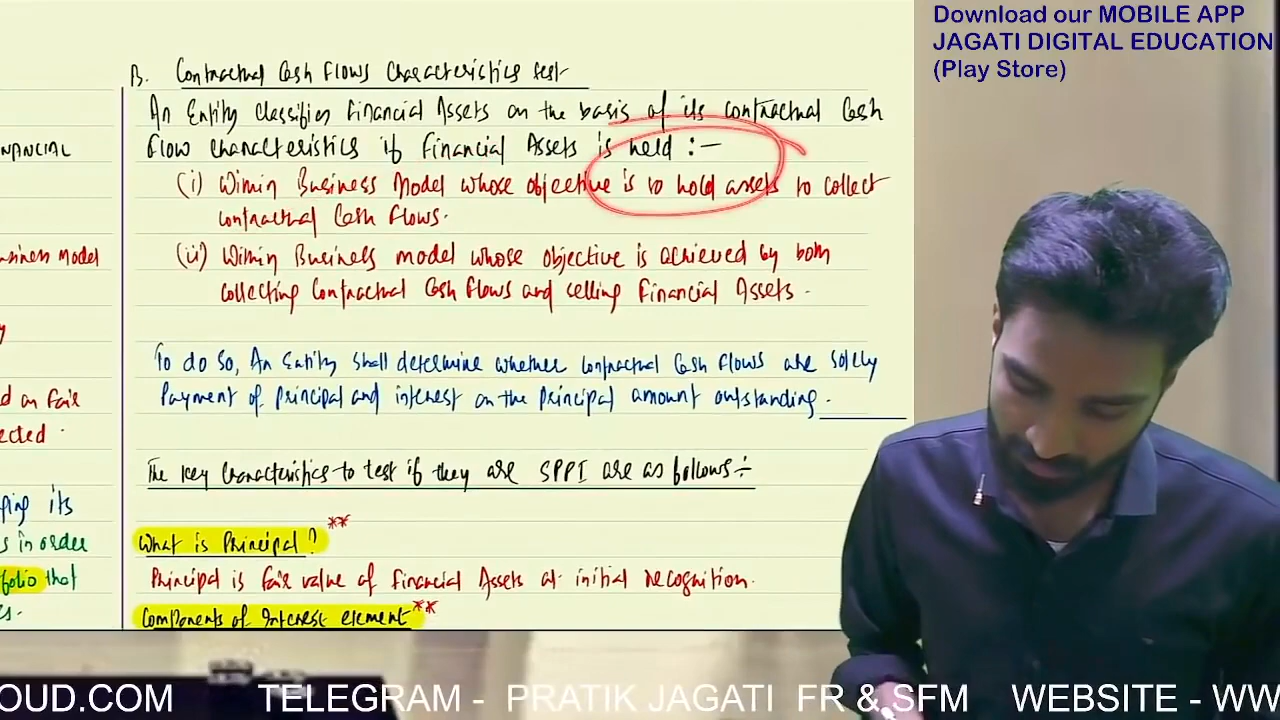 Download our MOBILE APP
JAGATI DIGITAL EDUCATION
(Play Store)
B. Contractual Cash Flows Characteristics test
An Entity classifies Financial Assets on the basis of its contractual Cash
Flow characteristics if Financial Assets is held :-
(i) Within Business Model whose objective is to hold assets to collect
contractual Cash flows.
(ii) Within Business model whose objective is achieved by both
collecting contractual Cash flows and selling Financial Assets.
To do so, An Entity shall determine whether contractual Cash flows are solely
Payment of Principal and interest on the principal amount outstanding.
The Key Characteristics to test if they are SPPI are as follows:-
What is Principal? **
Principal is Fair value of Financial Assets at initial recognition.
Components of Interest element **
NANCIAL
usiness Model
d on Fair
ected.
ging its
s in order
folio that
OUD.COM TELEGRAM - PRATIK JAGATI FR & SFM WEBSITE - WW